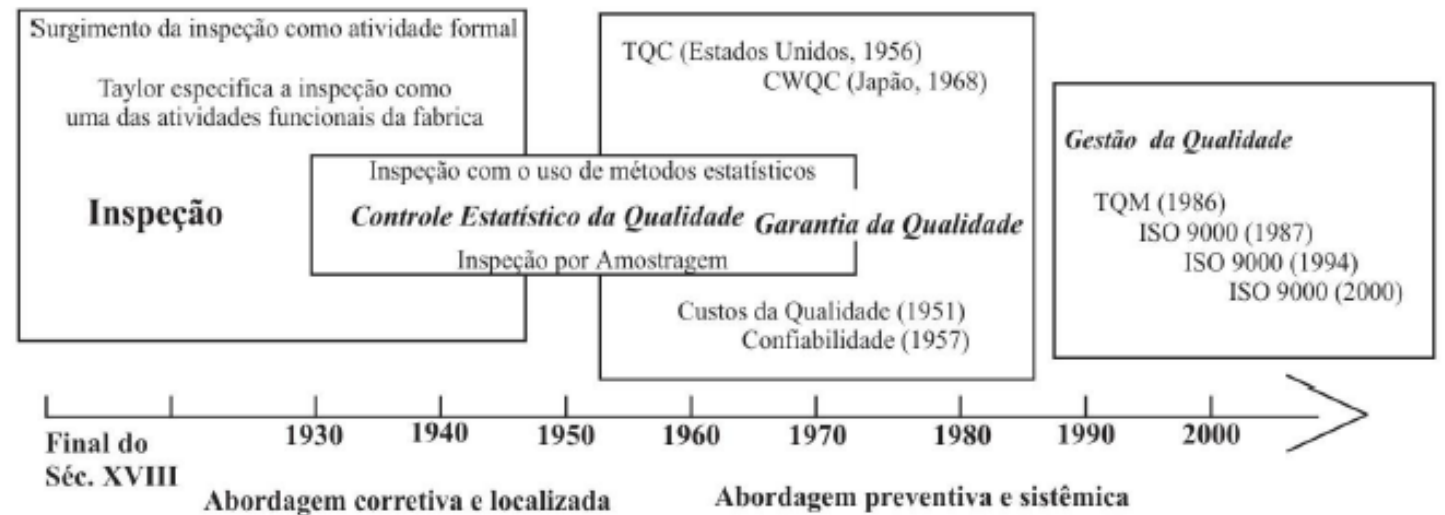 Surgimento da inspeção como atividade formal
Taylor especifica a inspeção como
uma das atividades funcionais da fabrica
Inspeção
Inspeção com o uso de métodos estatísticos
Controle Estatístico da Qualidade
Inspeção por Amostragem
TQC (Estados Unidos, 1956)
CWQC (Japão, 1968)
Garantia da Qualidade
Custos da Qualidade (1951)
Confiabilidade (1957)
Gestão da Qualidade
TQM (1986)
ISO 9000 (1987)
ISO 9000 (1994)
ISO 9000 (2000)
Final do
Séc. XVIII
1930
1940
1950
1960
1970
1980
1990
2000
Abordagem corretiva e localizada
Abordagem preventiva e sistêmica